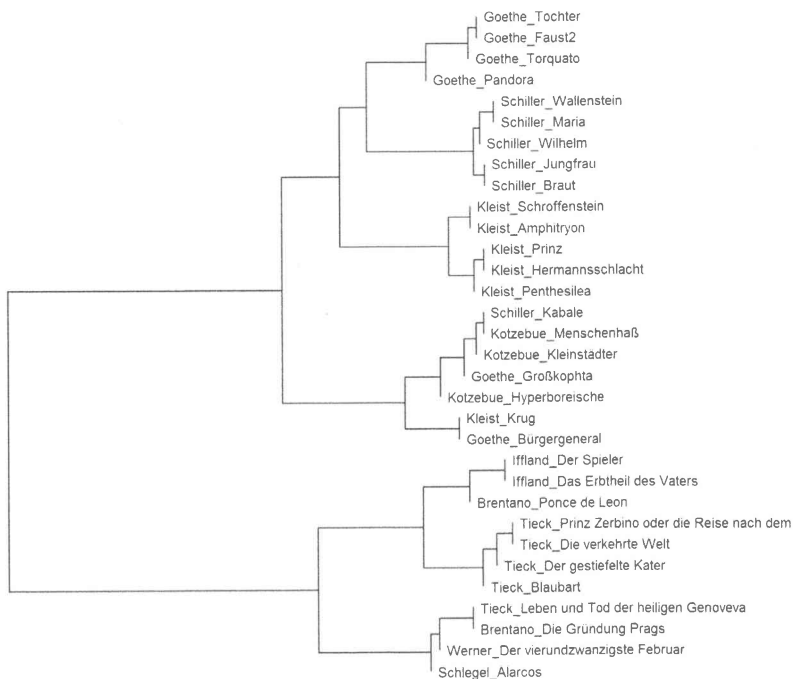 Goethe_Tochter
Goethe_Faust2
Goethe_Torquato
Goethe_Pandora
Schiller_Wallenstein
Schiller_Maria
Schiller_Wilhelm
Schiller_Jungfrau
Schiller_Braut
Kleist_Schroffenstein
Kleist_Amphitryon
Kleist_Prinz
Kleist_Hermannsschlacht
Kleist_Penthesilea
Schiller_Kabale
Kotzebue_Menschenhaß
Kotzebue_Kleinstädter
Goethe_Großkophta
Kotzebue_Hyperboreische
Kleist_Krug
Goethe_Bürgergeneral
Iffland_Der Spieler
Iffland_Das Erbtheil des Vaters
Brentano_Ponce de Leon
Tieck_Prinz Zerbino oder die Reise nach dem
Tieck_Die verkehrte Welt
Tieck_Der gestiefelte Kater
Tieck_Blaubart
Tieck_Leben und Tod der heiligen Genoveva
Brentano_Die Gründung Prags
Werner_Der vierundzwanzigste Februar
Schlegel_Alarcos